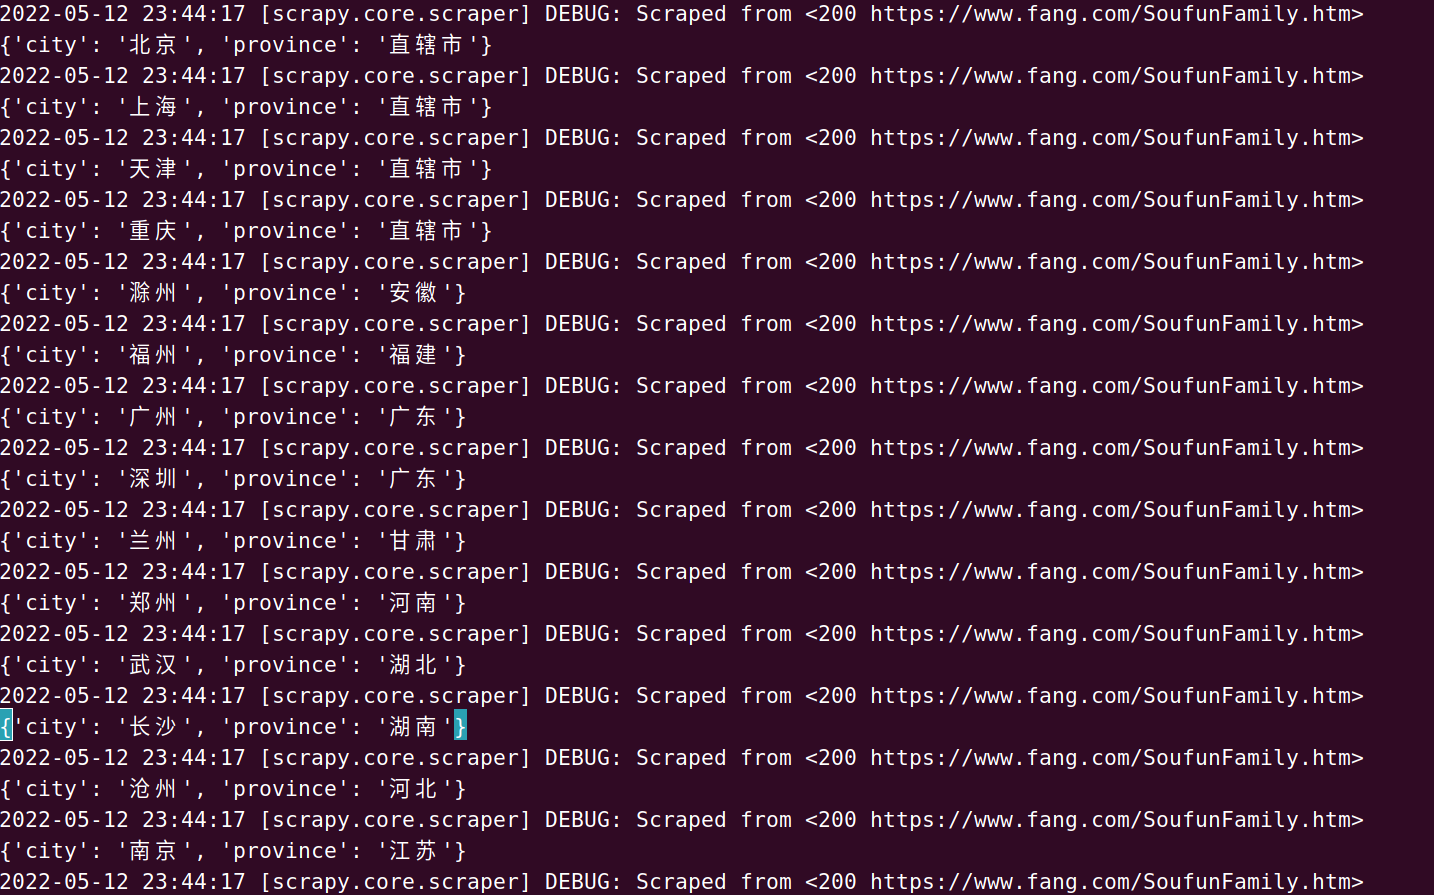 2022-05-12 23:44:17 [scrapy.core.scraper] DEBUG: Scraped from <200 https://www.fang.com/SoufunFamily.htm>
{'city': '北京', 'province': '直辖市'}
2022-05-12 23:44:17 [scrapy.core.scraper] DEBUG: Scraped from <200 https://www.fang.com/SoufunFamily.htm>
{'city': '上海', 'province': '直辖市'}
2022-05-12 23:44:17 [scrapy.core.scraper] DEBUG: Scraped from <200 https://www.fang.com/SoufunFamily.htm>
{'city': '天津', 'province': '直辖市'}
2022-05-12 23:44:17 [scrapy.core.scraper] DEBUG: Scraped from <200 https://www.fang.com/SoufunFamily.htm>
{'city': '重庆', 'province': '直辖市'}
2022-05-12 23:44:17 [scrapy.core.scraper] DEBUG: Scraped from <200 https://www.fang.com/SoufunFamily.htm>
{'city': '滁州', 'province': '安徽'}
2022-05-12 23:44:17 [scrapy.core.scraper] DEBUG: Scraped from <200 https://www.fang.com/SoufunFamily.htm>
{'city': '福州', 'province': '福建'}
2022-05-12 23:44:17 [scrapy.core.scraper] DEBUG: Scraped from <200 https://www.fang.com/SoufunFamily.htm>
{'city': '广州', 'province': '广东'}
2022-05-12 23:44:17 [scrapy.core.scraper] DEBUG: Scraped from <200 https://www.fang.com/SoufunFamily.htm>
{'city': '深圳', 'province': '广东'}
2022-05-12 23:44:17 [scrapy.core.scraper] DEBUG: Scraped from <200 https://www.fang.com/SoufunFamily.htm>
{'city': '兰州', 'province': '甘肃'}
2022-05-12 23:44:17 [scrapy.core.scraper] DEBUG: Scraped from <200 https://www.fang.com/SoufunFamily.htm>
{'city': '郑州', 'province': '河南'}
2022-05-12 23:44:17 [scrapy.core.scraper] DEBUG: Scraped from <200 https://www.fang.com/SoufunFamily.htm>
{'city': '武汉', 'province': '湖北'}
2022-05-12 23:44:17 [scrapy.core.scraper] DEBUG: Scraped from <200 https://www.fang.com/SoufunFamily.htm>
{'city': '长沙', 'province': '湖南'}
2022-05-12 23:44:17 [scrapy.core.scraper] DEBUG: Scraped from <200 https://www.fang.com/SoufunFamily.htm>
{'city': '沧州', 'province': '河北'}
2022-05-12 23:44:17 [scrapy.core.scraper] DEBUG: Scraped from <200 https://www.fang.com/SoufunFamily.htm>
{'city': '南京', 'province': '江苏'}
2022-05-12 23:44:17 [scrapy.core.scraper] DEBUG: Scraped from <200 https://www.fang.com/SoufunFamily.htm>